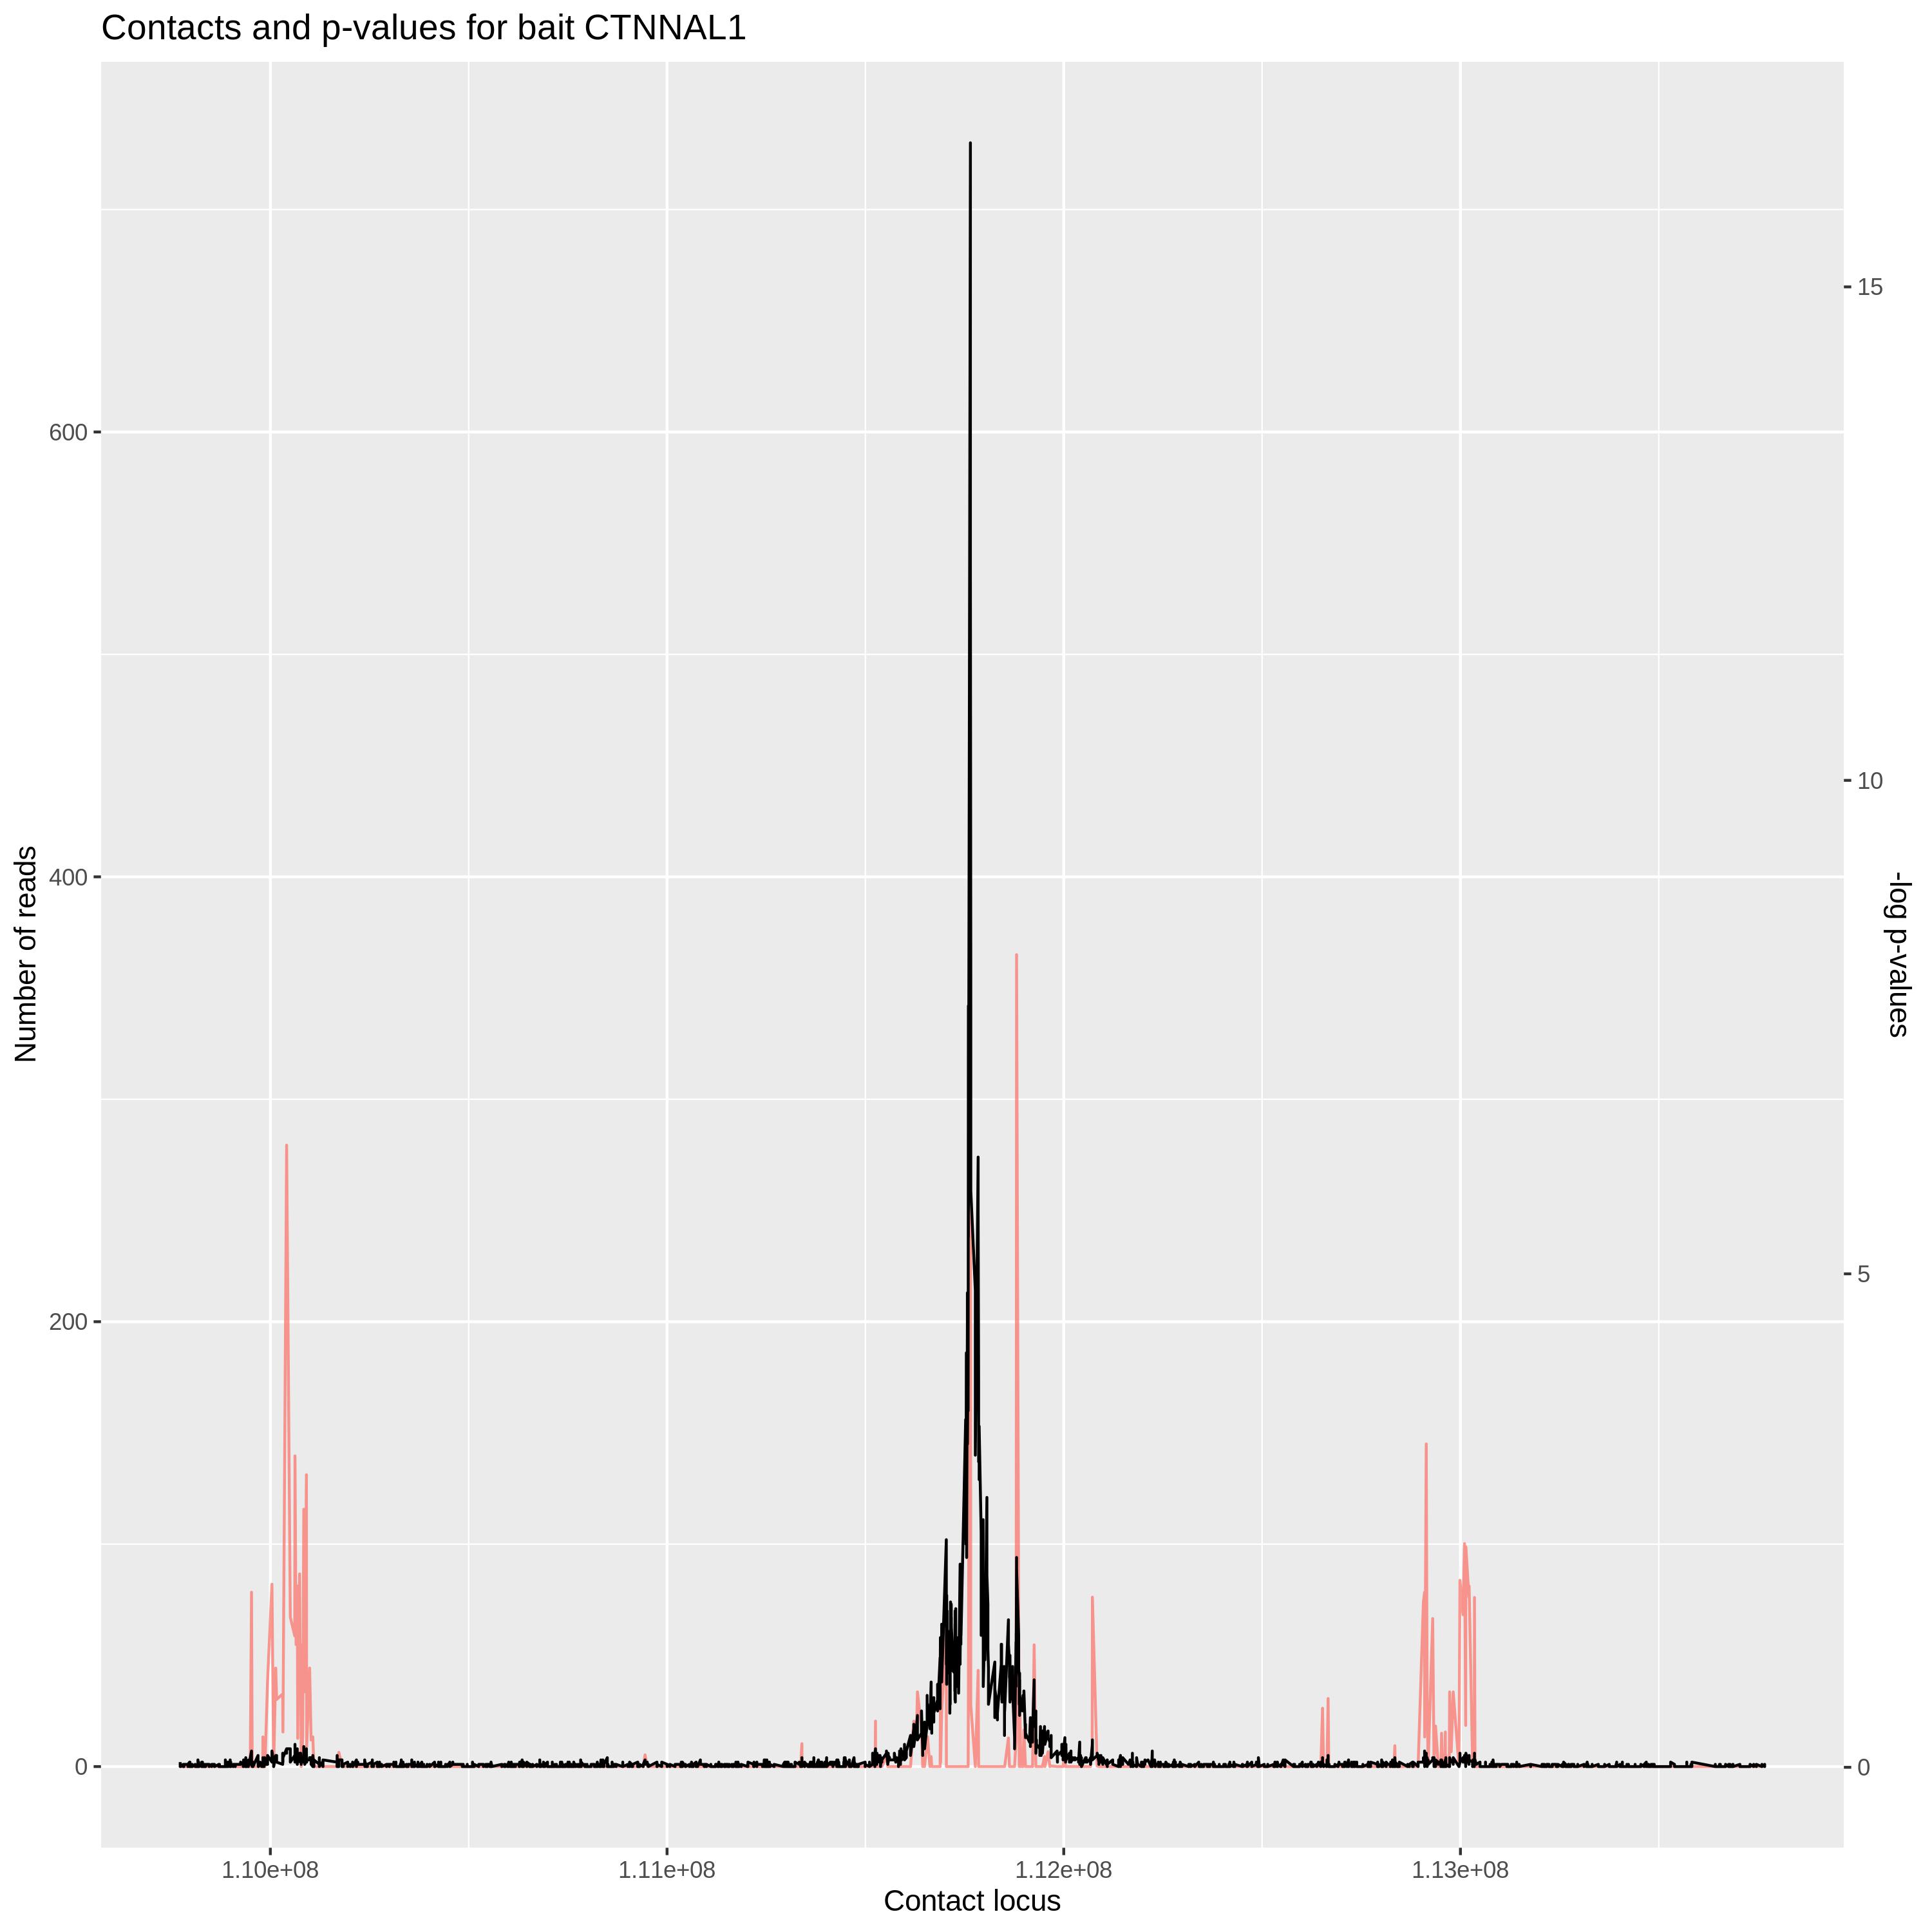 Contacts and p-values for bait CTNNAL1
Number of reads
600
400
200
0
15
10
5
0
-log p-values
1.10e+08 1.11e+08 1.12e+08 1.13e+08
Contact locus